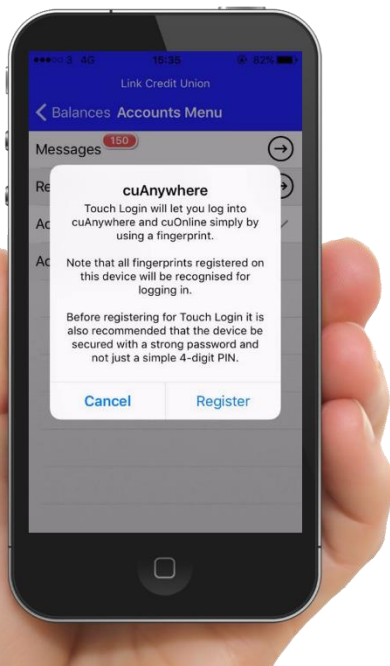 3 4G 15:35 82%
Link Credit Union
Balances Accounts Menu
Messages 150
Re
Ac
Ac
cuAnywhere
Touch Login will let you log into
cuAnywhere and cuOnline simply by
using a fingerprint.
Note that all fingerprints registered on
this device will be recognised for
logging in.
Before registering for Touch Login it is
also recommended that the device be
secured with a strong password and
not just a simple 4-digit PIN.
Cancel Register